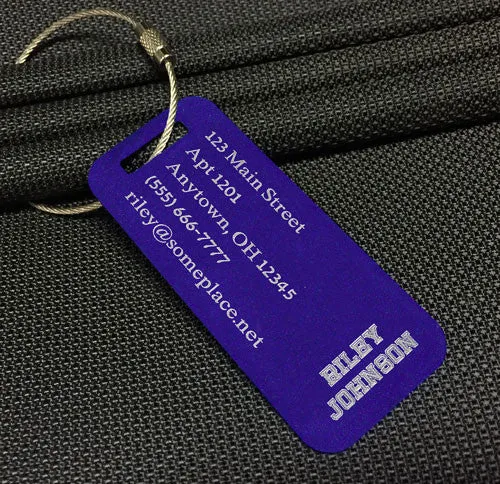 123 Main Street
Apt 1201
Anytown, OH 12345
(555) 666-7777
riley@someplace.net
RILEY
JOHNSON